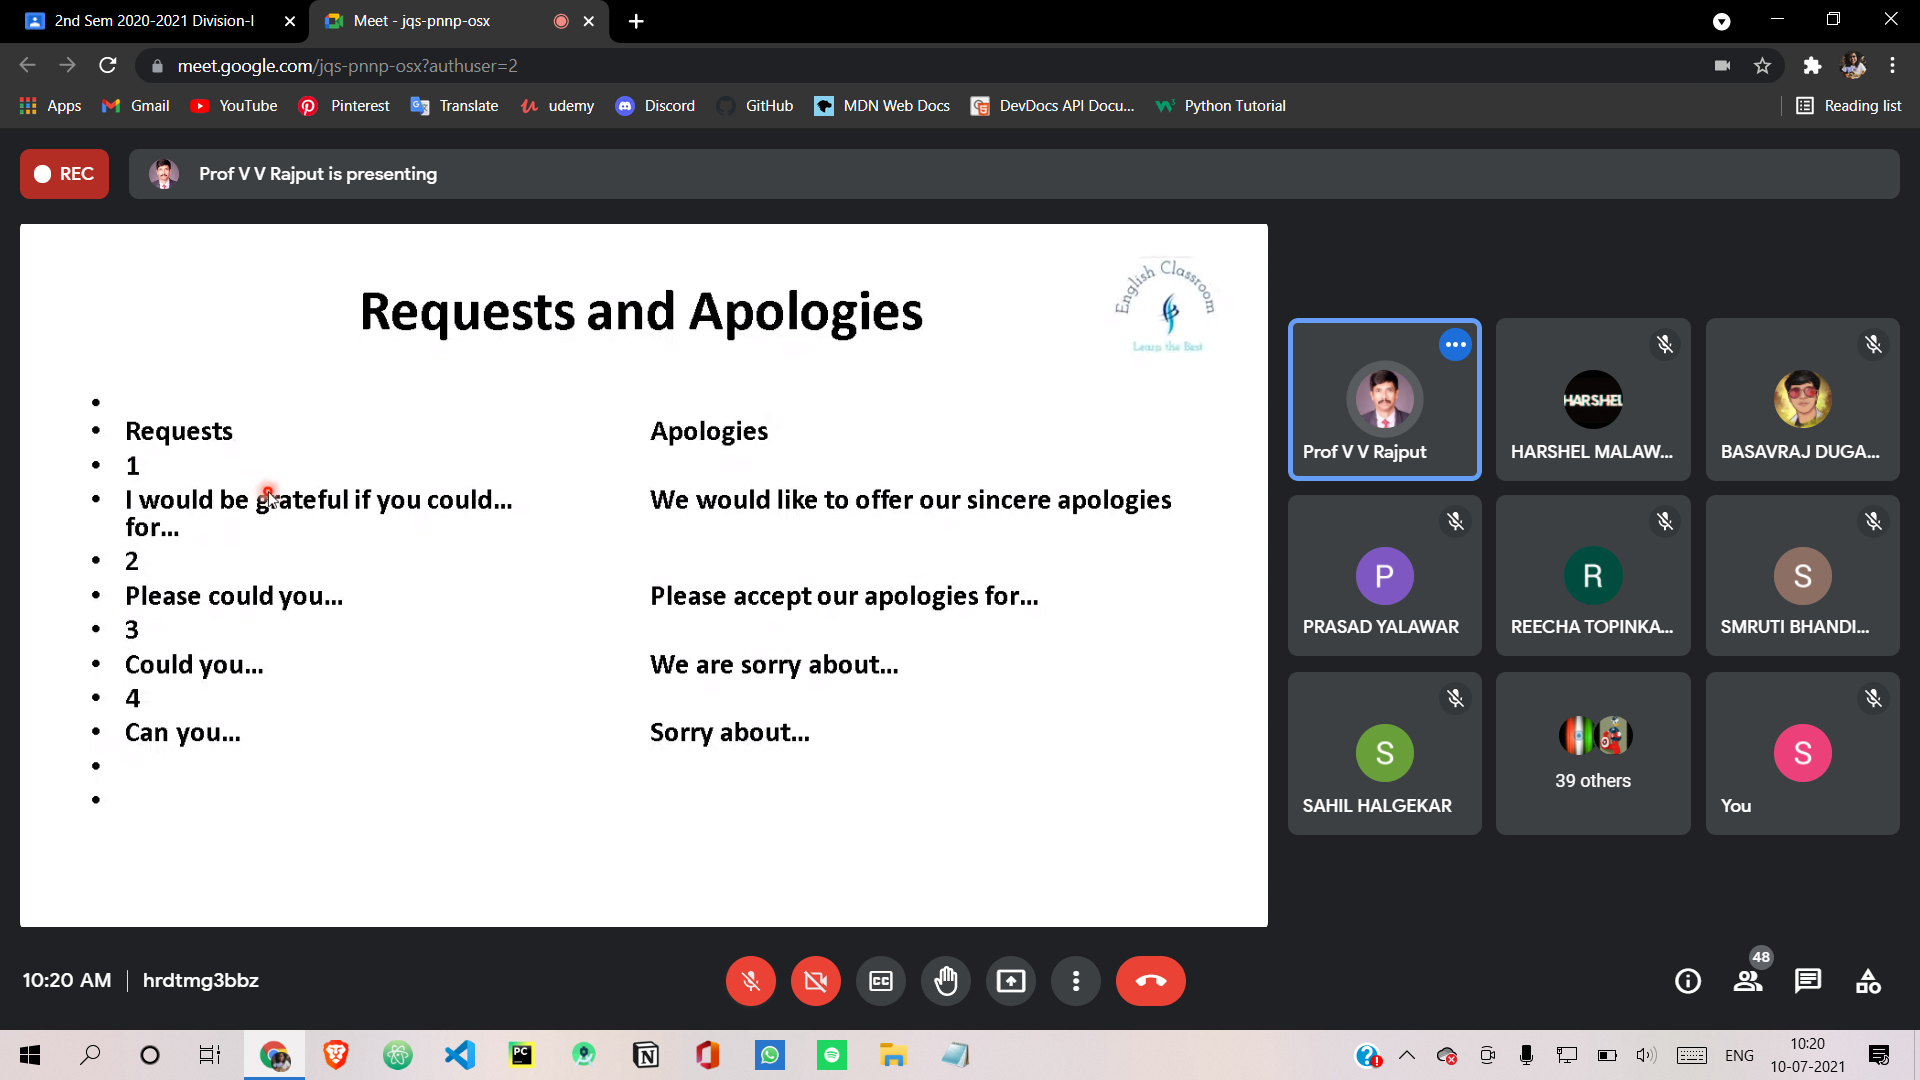 2nd Sem 2020-2021 Division-I
Meet - jqs-pnnp-osx
meet.google.com/jqs-pnnp-osx?authuser=2
Apps Gmail YouTube Pinterest Translate udemy Discord GitHub MDN Web Docs DevDocs API Docu... Python Tutorial Reading list
REC
Prof V V Rajput is presenting
Requests and Apologies
English Classroom
Learn the Best
Requests Apologies
1
I would be grateful if you could... We would like to offer our sincere apologies
for...
2
Please could you... Please accept our apologies for...
3
Could you... We are sorry about...
4
Can you... Sorry about...
Prof V V Rajput
HARSHEL
HARSHEL MALAW...
BASAVRAJ DUGA...
P
PRASAD YALAWAR
R
REECHA TOPINKA...
S
SMRUTI BHANDI...
S
SAHIL HALGEKAR
39 others
S
You
10:20 AM | hrdtmg3bbz
CC
48
PC
ENG
10:20
10-07-2021